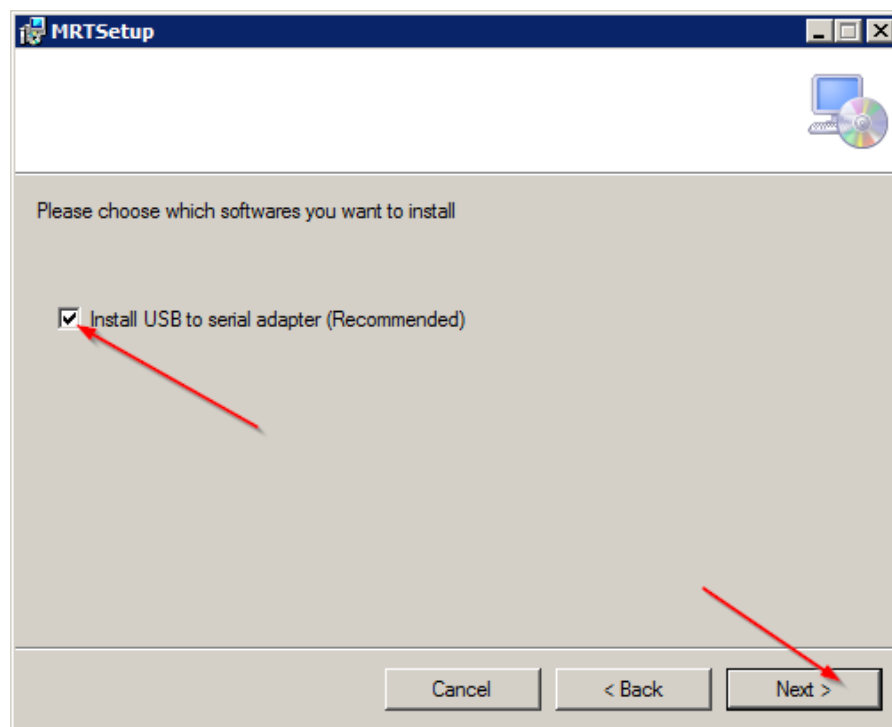 MRTSetup
Please choose which softwares you want to install
Install USB to serial adapter (Recommended)
Cancel
< Back
Next >